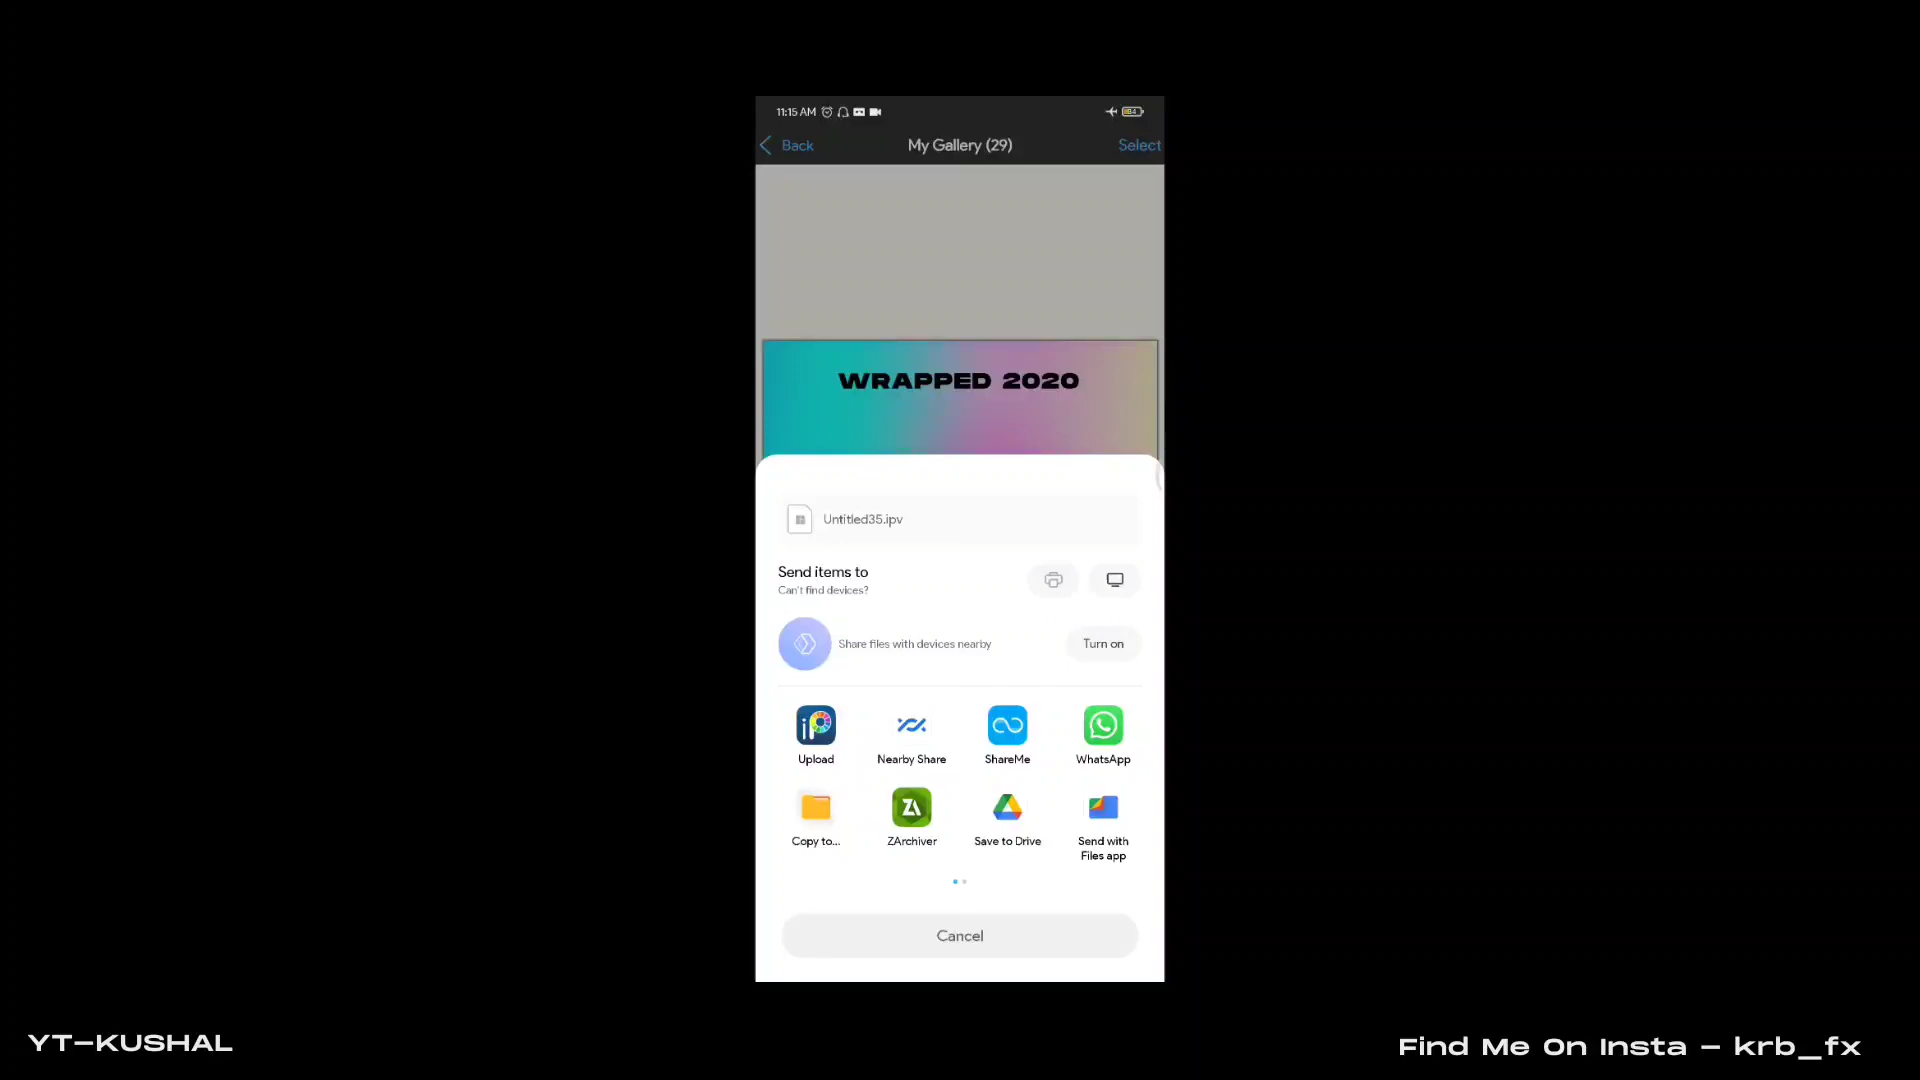 11:15 AM
84
Back
My Gallery (29)
Select
WRAPPED 2020
Untitled35.ipv
Send items to
Can't find devices?
Share files with devices nearby
Turn on
Upload
Nearby Share
ShareMe
WhatsApp
Copy to...
ZArchiver
Save to Drive
Send with
Files app
Cancel
YT-KUSHAL
Find Me On Insta - krb_fx